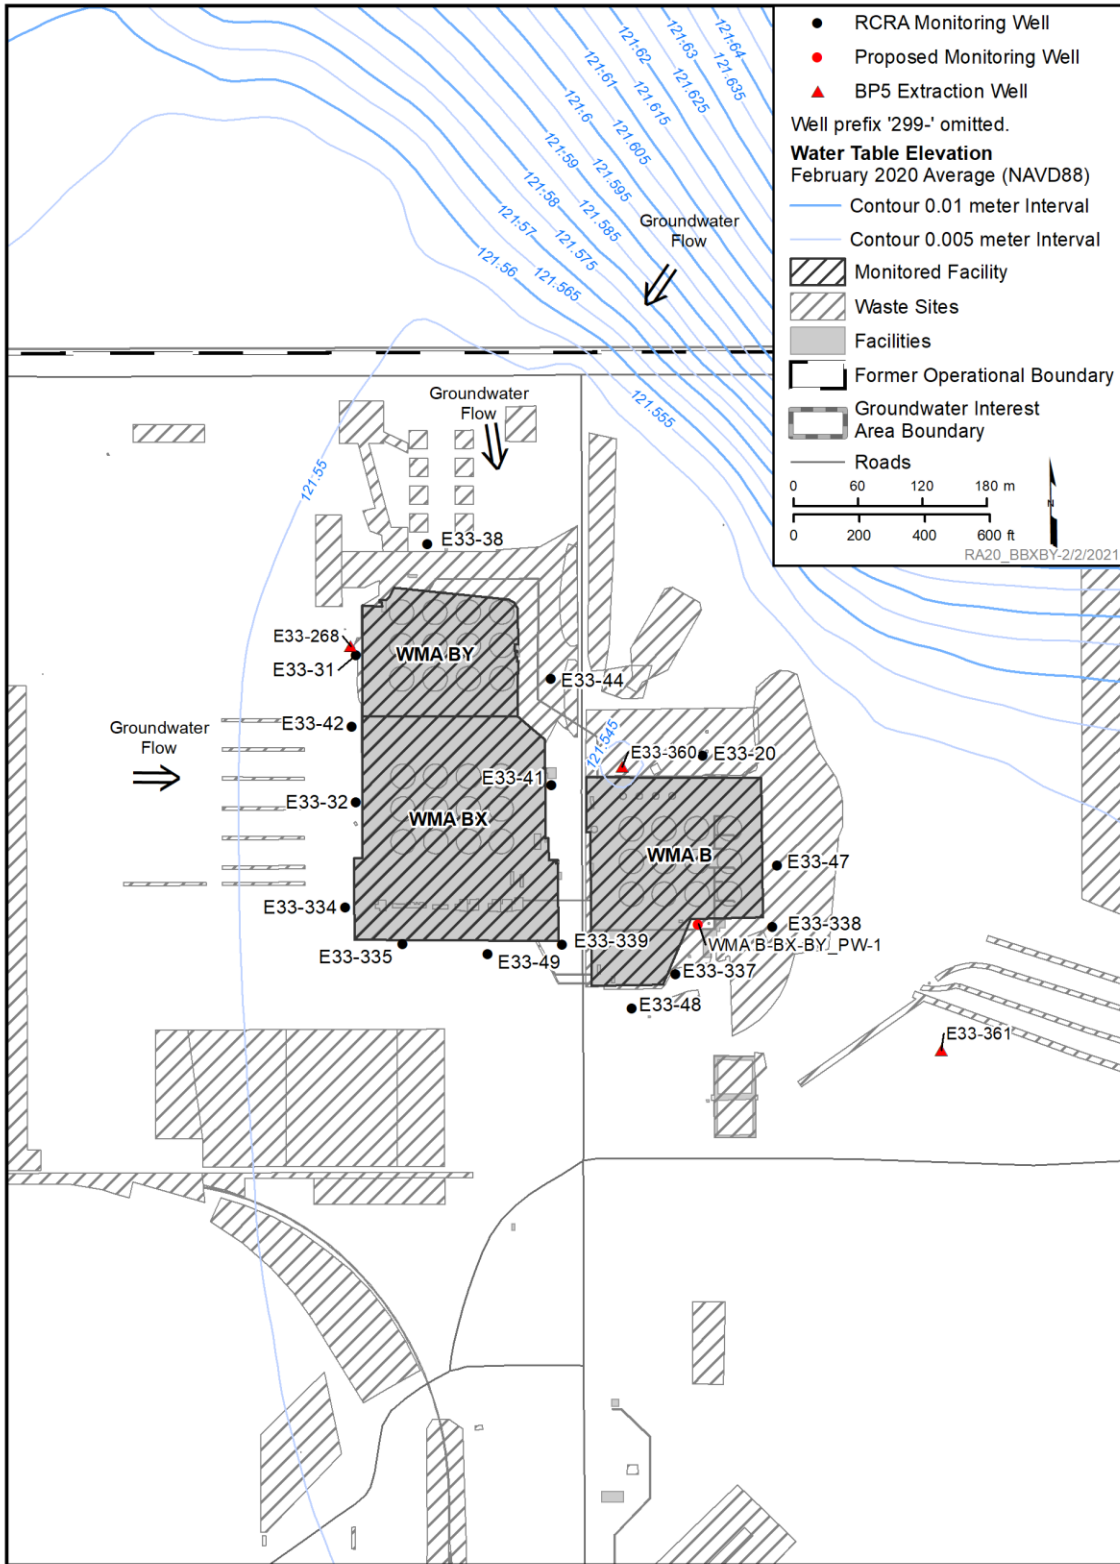 RCRA Monitoring Well
Proposed Monitoring Well
BP5 Extraction Well
Well prefix '299-' omitted.
Water Table Elevation
February 2020 Average (NAVD88)
Contour 0.01 meter Interval
Contour 0.005 meter Interval
Monitored Facility
Waste Sites
Facilities
Former Operational Boundary
Groundwater Interest
Area Boundary
Roads
0 60 120 180 m
N
0 200 400 600 ft
RA20_BBXBY-2/2/2021
121.64
121.635
121.63
121.625
121.62
121.615
121.61
121.605
121.6
121.595
121.59
121.585
121.58
121.575
121.57
121.565
121.56
121.555
121.55
121.545
Groundwater
Flow
Groundwater
Flow
Groundwater
Flow
E33-38
E33-268
E33-31
WMA BY
E33-44
E33-42
E33-360
E33-20
E33-41
E33-32
WMA BX
WMA B
E33-47
E33-334
E33-338
E33-339
WMA B-BX-BY_PW-1
E33-335
E33-49
E33-337
E33-48
E33-361